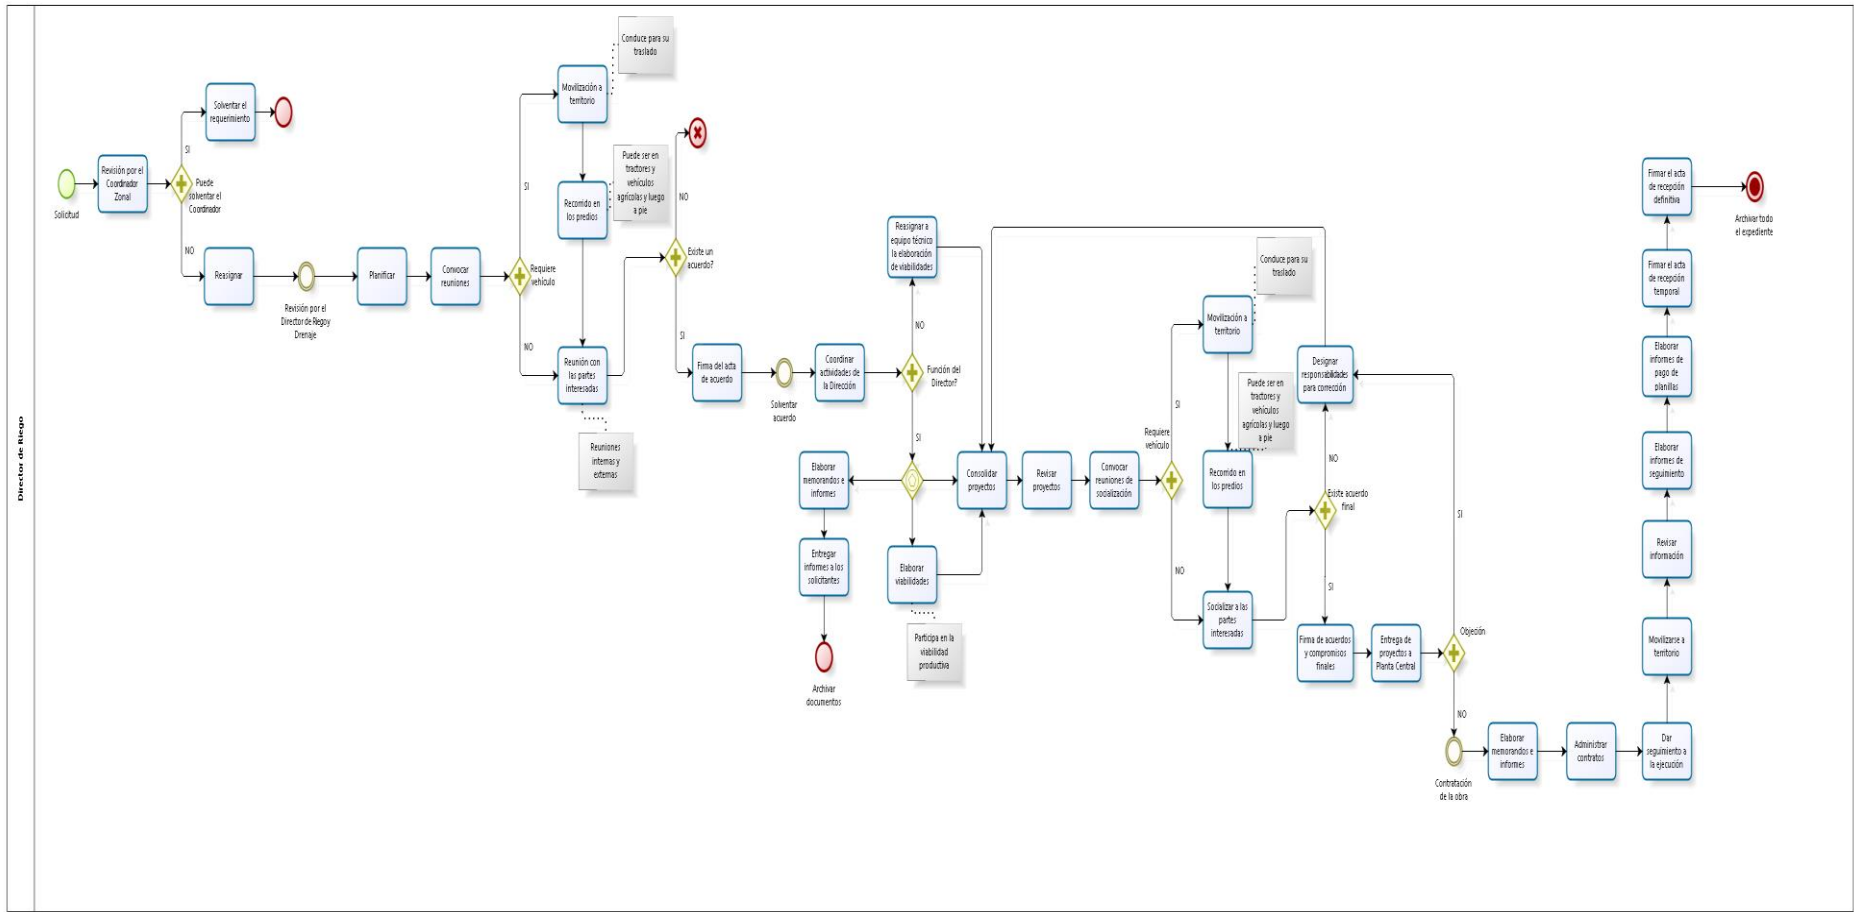 Director de Riego
Solicitud
Revisión por el
Coordinador
Zonal
Puede
solventar el
Coordinador
SI
NO
Solventar el
requerimiento
Reasignar
Revisión por el
Director de Riego y
Drenaje
Planificar
Convocar
reuniones
Requiere
vehículo
SI
NO
Movilización a
territorio
Conduce para su
traslado
Recorrido en
los predios
Puede ser en
tractores y
vehículos
agrícolas y luego
a pie
Reunión con
las partes
interesadas
Reuniones
internas y
externas
Existe un
acuerdo?
NO
SI
Firma del acta
de acuerdo
Solventar
acuerdo
Coordinar
actividades de
la Dirección
Función del
Director?
NO
SI
Reasignar a
equipo técnico
la elaboración
de viabilidades
Elaborar
memorandos e
informes
Entregar
informes a los
solicitantes
Archivar
documentos
Elaborar
viabilidades
Participa en la
viabilidad
productiva
Consolidar
proyectos
Revisar
proyectos
Convocar
reuniones de
socialización
Requiere
vehículo
SI
NO
Movilización a
territorio
Conduce para su
traslado
Puede ser en
tractores y
vehículos
agrícolas y luego
a pie
Recorrido en
los predios
Socializar a las
partes
interesadas
Designar
responsabilidades
para corrección
NO
Existe acuerdo
final
SI
Firma de acuerdos
y compromisos
finales
Entrega de
proyectos a
Planta Central
Objeción
SI
NO
Contratación
de la obra
Elaborar
memorandos e
informes
Administrar
contratos
Dar
seguimiento a
la ejecución
Movilizarse a
territorio
Revisar
información
Elaborar
informes de
seguimiento
Elaborar
informes de
pago de
planillas
Firmar el acta
de recepción
temporal
Firmar el acta
de recepción
definitiva
Archivar todo
el expediente